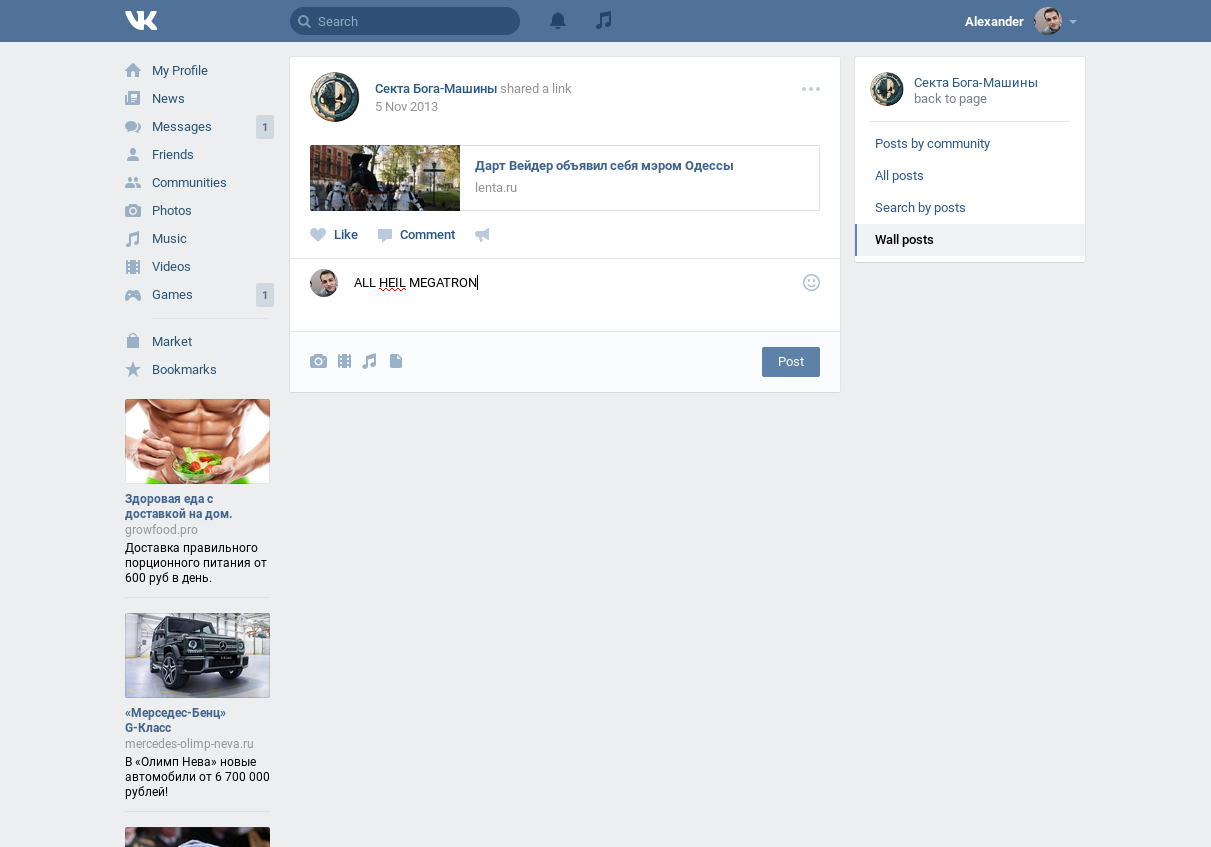 Search
Alexander
My Profile
News
Messages 1
Friends
Communities
Photos
Music
Videos
Games 1
Market
Bookmarks
Здоровая еда с
доставкой на дом.
growfood.pro
Доставка правильного
порционного питания от
600 руб в день.
«Мерседес-Бенц»
G-Класс
mercedes-olimp-neva.ru
В «Олимп Нева» новые
автомобили от 6 700 000
рублей!
Секта Бога-Машины shared a link
5 Nov 2013
Дарт Вейдер объявил себя мэром Одессы
lenta.ru
Like Comment
ALL HEIL MEGATRON
Post
Секта Бога-Машины
back to page
Posts by community
All posts
Search by posts
Wall posts